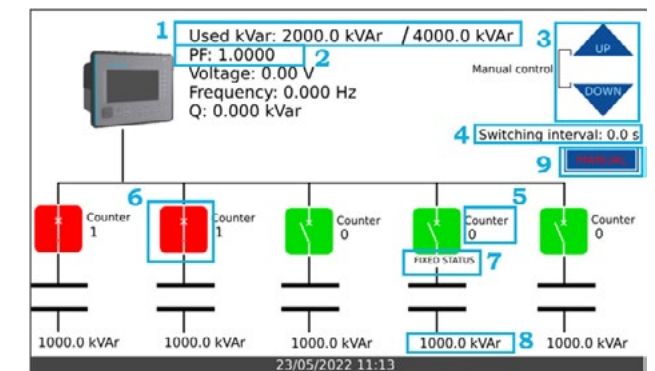 1 Used kVar: 2000.0 kVAr / 4000.0 kVAr
PF: 1.0000 2
Voltage: 0.00 V
Frequency: 0.000 Hz
Q: 0.000 kVar
3 UP
Manual control
DOWN
4 Switching interval: 0.0 s
9 MANUAL
6 5
Counter Counter Counter Counter Counter
1 1 0 0 0
FIXED STATUS 7
1000.0 kVAr 1000.0 kVAr 1000.0 kVAr 1000.0 kVAr 8 1000.0 kVAr
23/05/2022 11:13